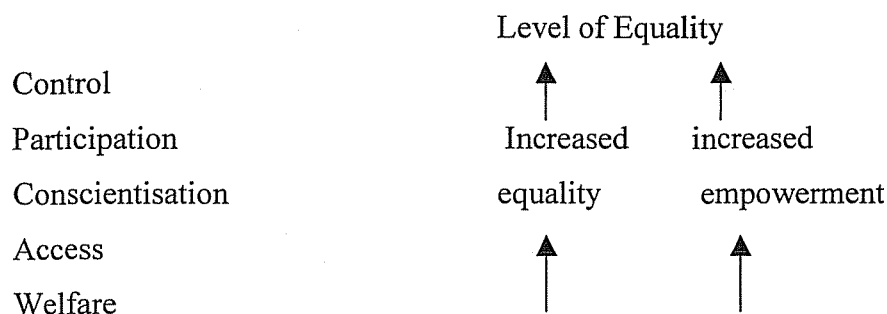 Level of Equality
Control
Participation Increased increased
Conscientisation equality empowerment
Access
Welfare